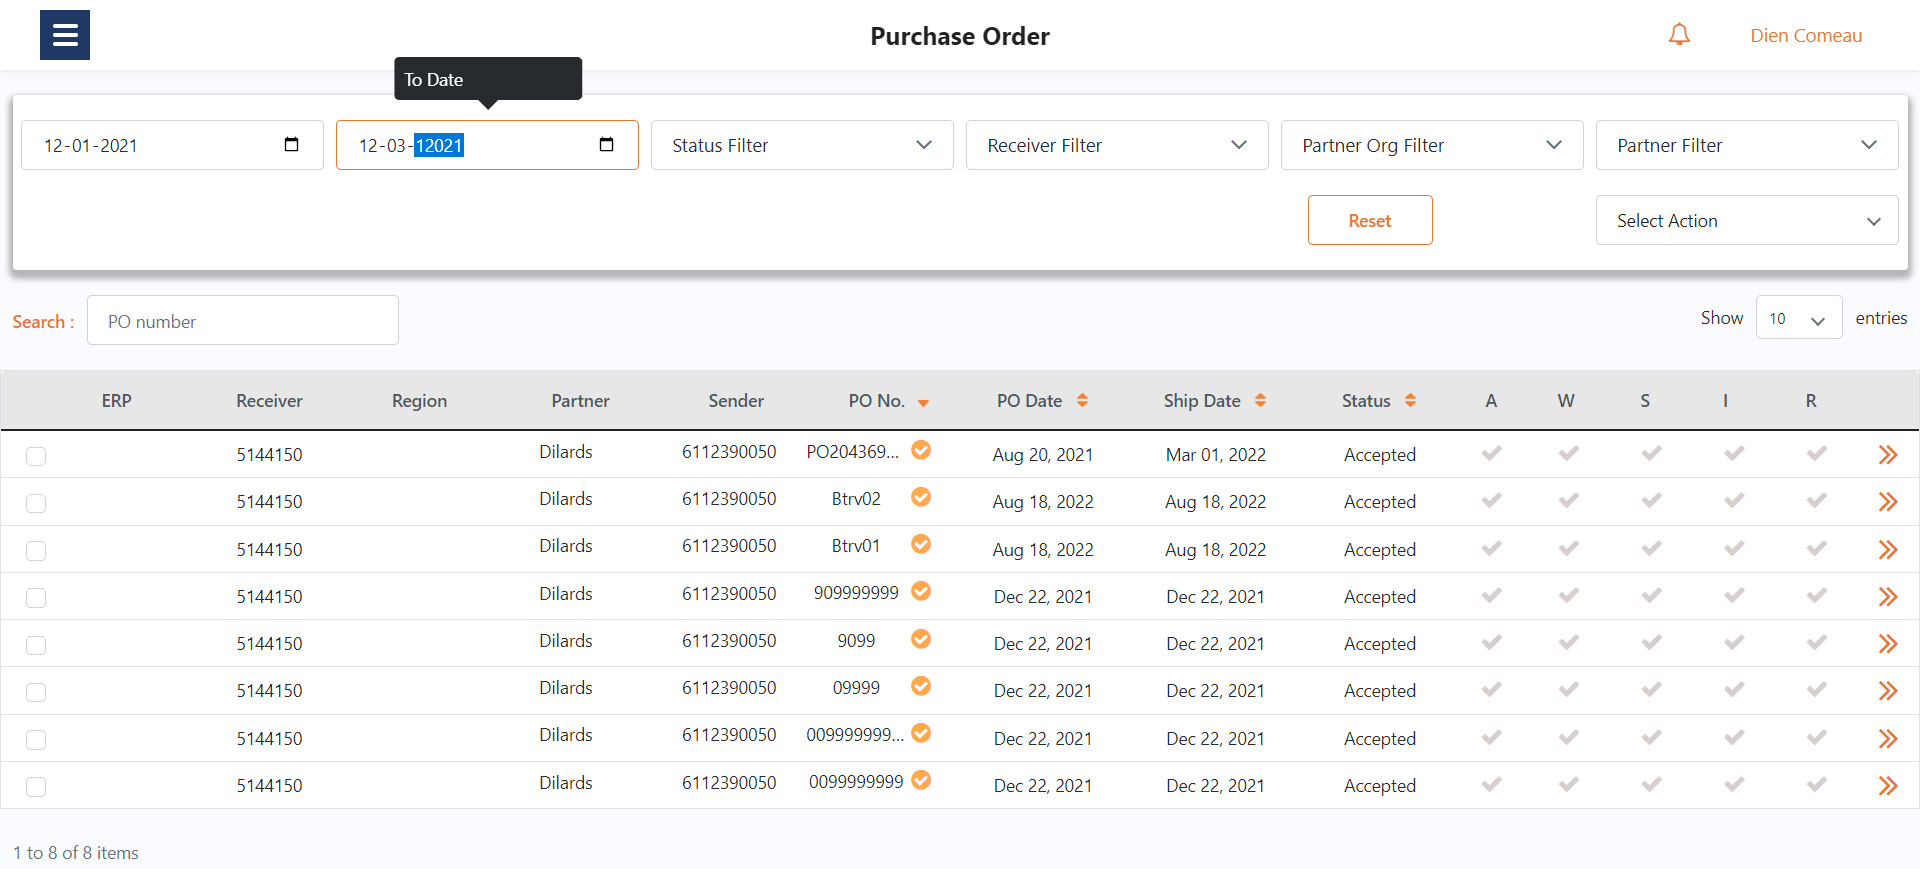 Purchase Order
Dien Comeau
To Date
12-01-2021
12-03-12021
Status Filter
Receiver Filter
Partner Org Filter
Partner Filter
Reset
Select Action
Search : PO number
Show 10 entries
ERP Receiver Region Partner Sender PO No. PO Date Ship Date Status A W S I R
5144150 Dilards 6112390050 PO204369... Aug 20, 2021 Mar 01, 2022 Accepted
5144150 Dilards 6112390050 Btrv02 Aug 18, 2022 Aug 18, 2022 Accepted
5144150 Dilards 6112390050 Btrv01 Aug 18, 2022 Aug 18, 2022 Accepted
5144150 Dilards 6112390050 909999999 Dec 22, 2021 Dec 22, 2021 Accepted
5144150 Dilards 6112390050 9099 Dec 22, 2021 Dec 22, 2021 Accepted
5144150 Dilards 6112390050 09999 Dec 22, 2021 Dec 22, 2021 Accepted
5144150 Dilards 6112390050 009999999... Dec 22, 2021 Dec 22, 2021 Accepted
5144150 Dilards 6112390050 0099999999 Dec 22, 2021 Dec 22, 2021 Accepted
1 to 8 of 8 items